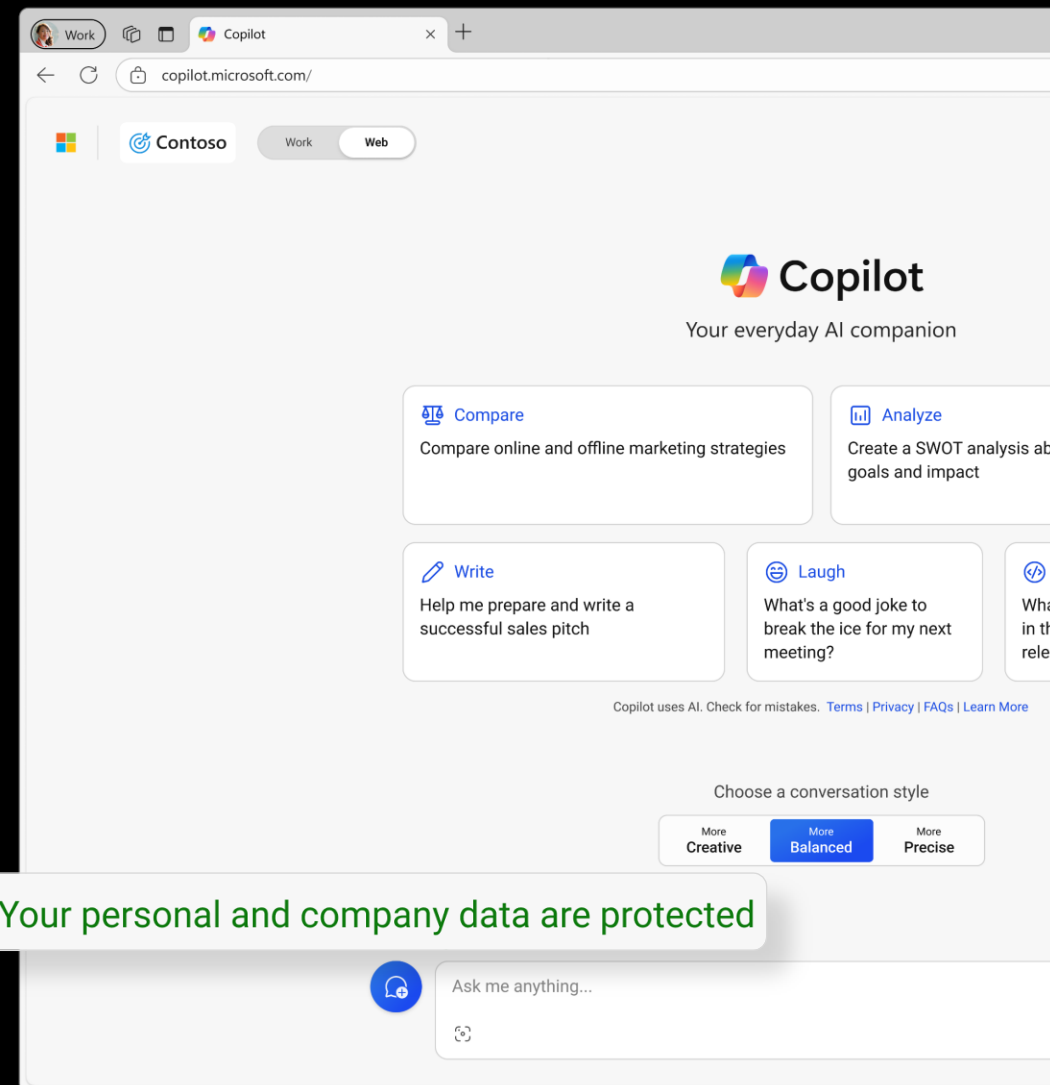 Work
Copilot
copilot.microsoft.com/
Contoso
Work
Web
Copilot
Your everyday AI companion
Compare
Compare online and offline marketing strategies
Analyze
Create a SWOT analysis
goals and impact
Write
Help me prepare and write a
successful sales pitch
Laugh
What's a good joke to
break the ice for my next
meeting?
in
Copilot uses AI. Check for mistakes. Terms | Privacy | FAQs | Learn More
Choose a conversation style
More
Creative
More
Balanced
More
Precise
Your personal and company data are protected
Ask me anything...